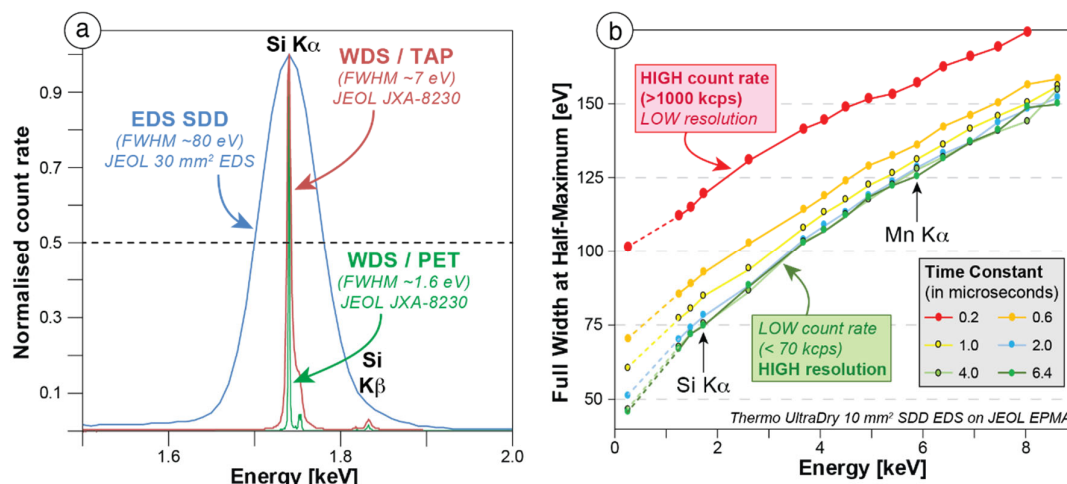 a
Si Kα
WDS / TAP
(FWHM ~7 eV)
JEOL JXA-8230
EDS SDD
(FWHM ~80 eV)
JEOL 30 mm² EDS
WDS / PET
(FWHM ~1.6 eV)
JEOL JXA-8230
Si
Kβ
Normalised count rate
0.9
0.7
0.5
0.3
0.1
1.6
1.8
2.0
Energy [keV]
b
HIGH count rate
(>1000 kcps)
LOW resolution
Mn Kα
Si Kα
LOW count rate
(< 70 kcps)
HIGH resolution
Time Constant
(in microseconds)
0.2
0.6
1.0
2.0
4.0
6.4
Thermo UltraDry 10 mm² SDD EDS on JEOL EPMA
Full Width at Half-Maximum [eV]
150
125
100
75
50
0
2
4
6
8
Energy [keV]